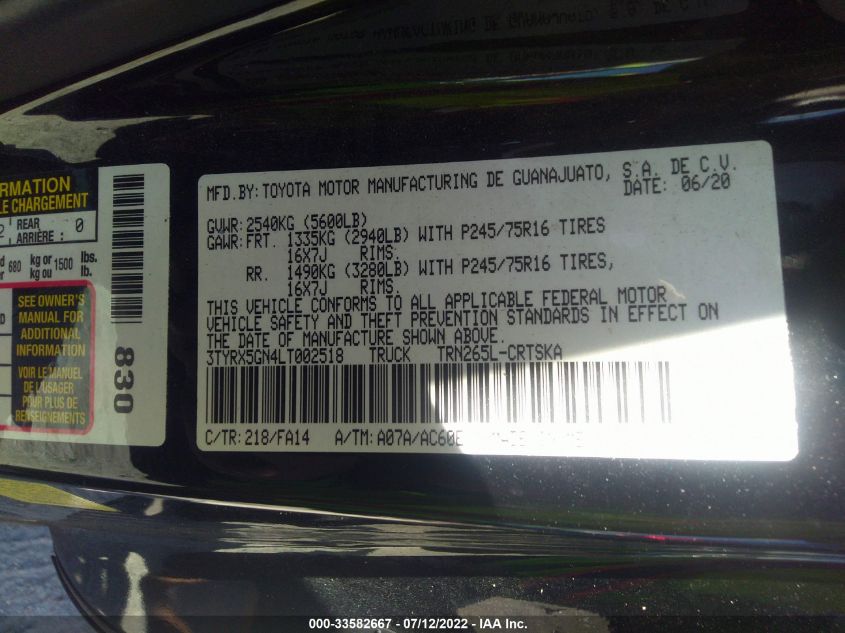 MFD.BY: TOYOTA MOTOR MANUFACTURING DE GUANAJUATO, S.A. DE C.V.
DATE: 06/20
GVWR: 2540KG (5600LB)
GAWR: FRT. 1335KG (2940LB) WITH P245/75R16 TIRES
16X7J RIMS.
RR. 1490KG (3280LB) WITH P245/75R16 TIRES,
16X7J RIMS.
THIS VEHICLE CONFORMS TO ALL APPLICABLE FEDERAL MOTOR
VEHICLE SAFETY AND THEFT PREVENTION STANDARDS IN EFFECT ON
THE DATE OF MANUFACTURE SHOWN ABOVE.
3TYRX5GN4LT002518 TRUCK TRN265L-CRTSKA
C/TR: 218/FA14 A/TM: A07A/AC60E
CHARGEMENT
REAR
ARRIÈRE : 0
680 kg or 1500 lbs.
kg ou lb.
SEE OWNER'S
MANUAL FOR
ADDITIONAL
INFORMATION
VOIR LE MANUEL
DE L'USAGER
POUR PLUS DE
RENSEIGNEMENTS
830
000-33582667 - 07/12/2022 - IAA Inc.